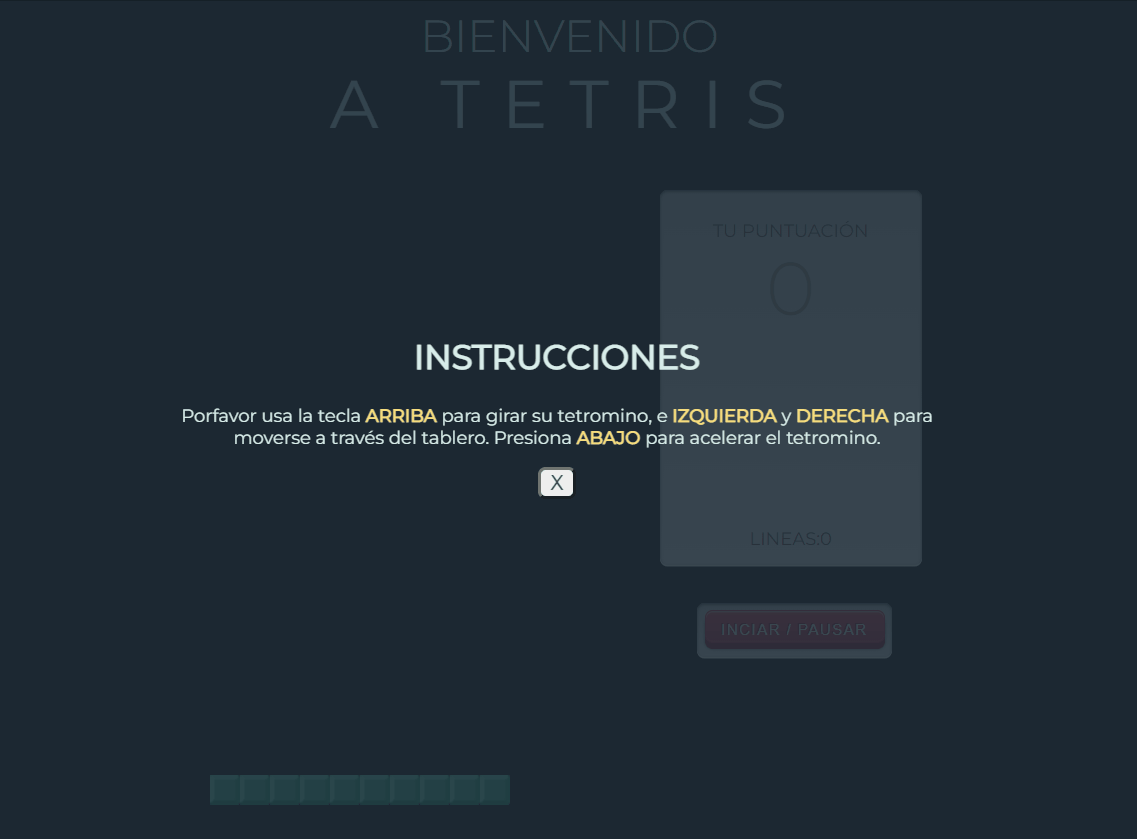 BIENVENIDO
A TETRIS
TU PUNTUACIÓN
0
INSTRUCCIONES
Porfavor usa la tecla ARRIBA para girar su tetromino, e IZQUIERDA y DERECHA para
moverse a través del tablero. Presiona ABAJO para acelerar el tetromino.
X
LINEAS:0
INCIAR / PAUSAR